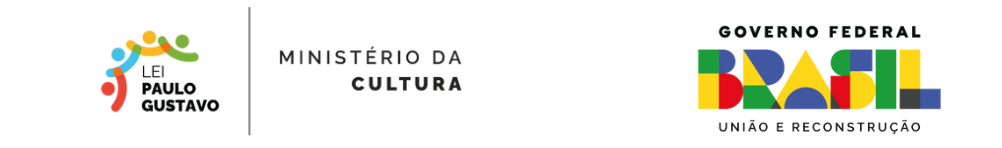 LEI
PAULO
GUSTAVO
MINISTÉRIO DA
CULTURA
GOVERNO FEDERAL
BRASIL
UNIÃO E RECONSTRUÇÃO